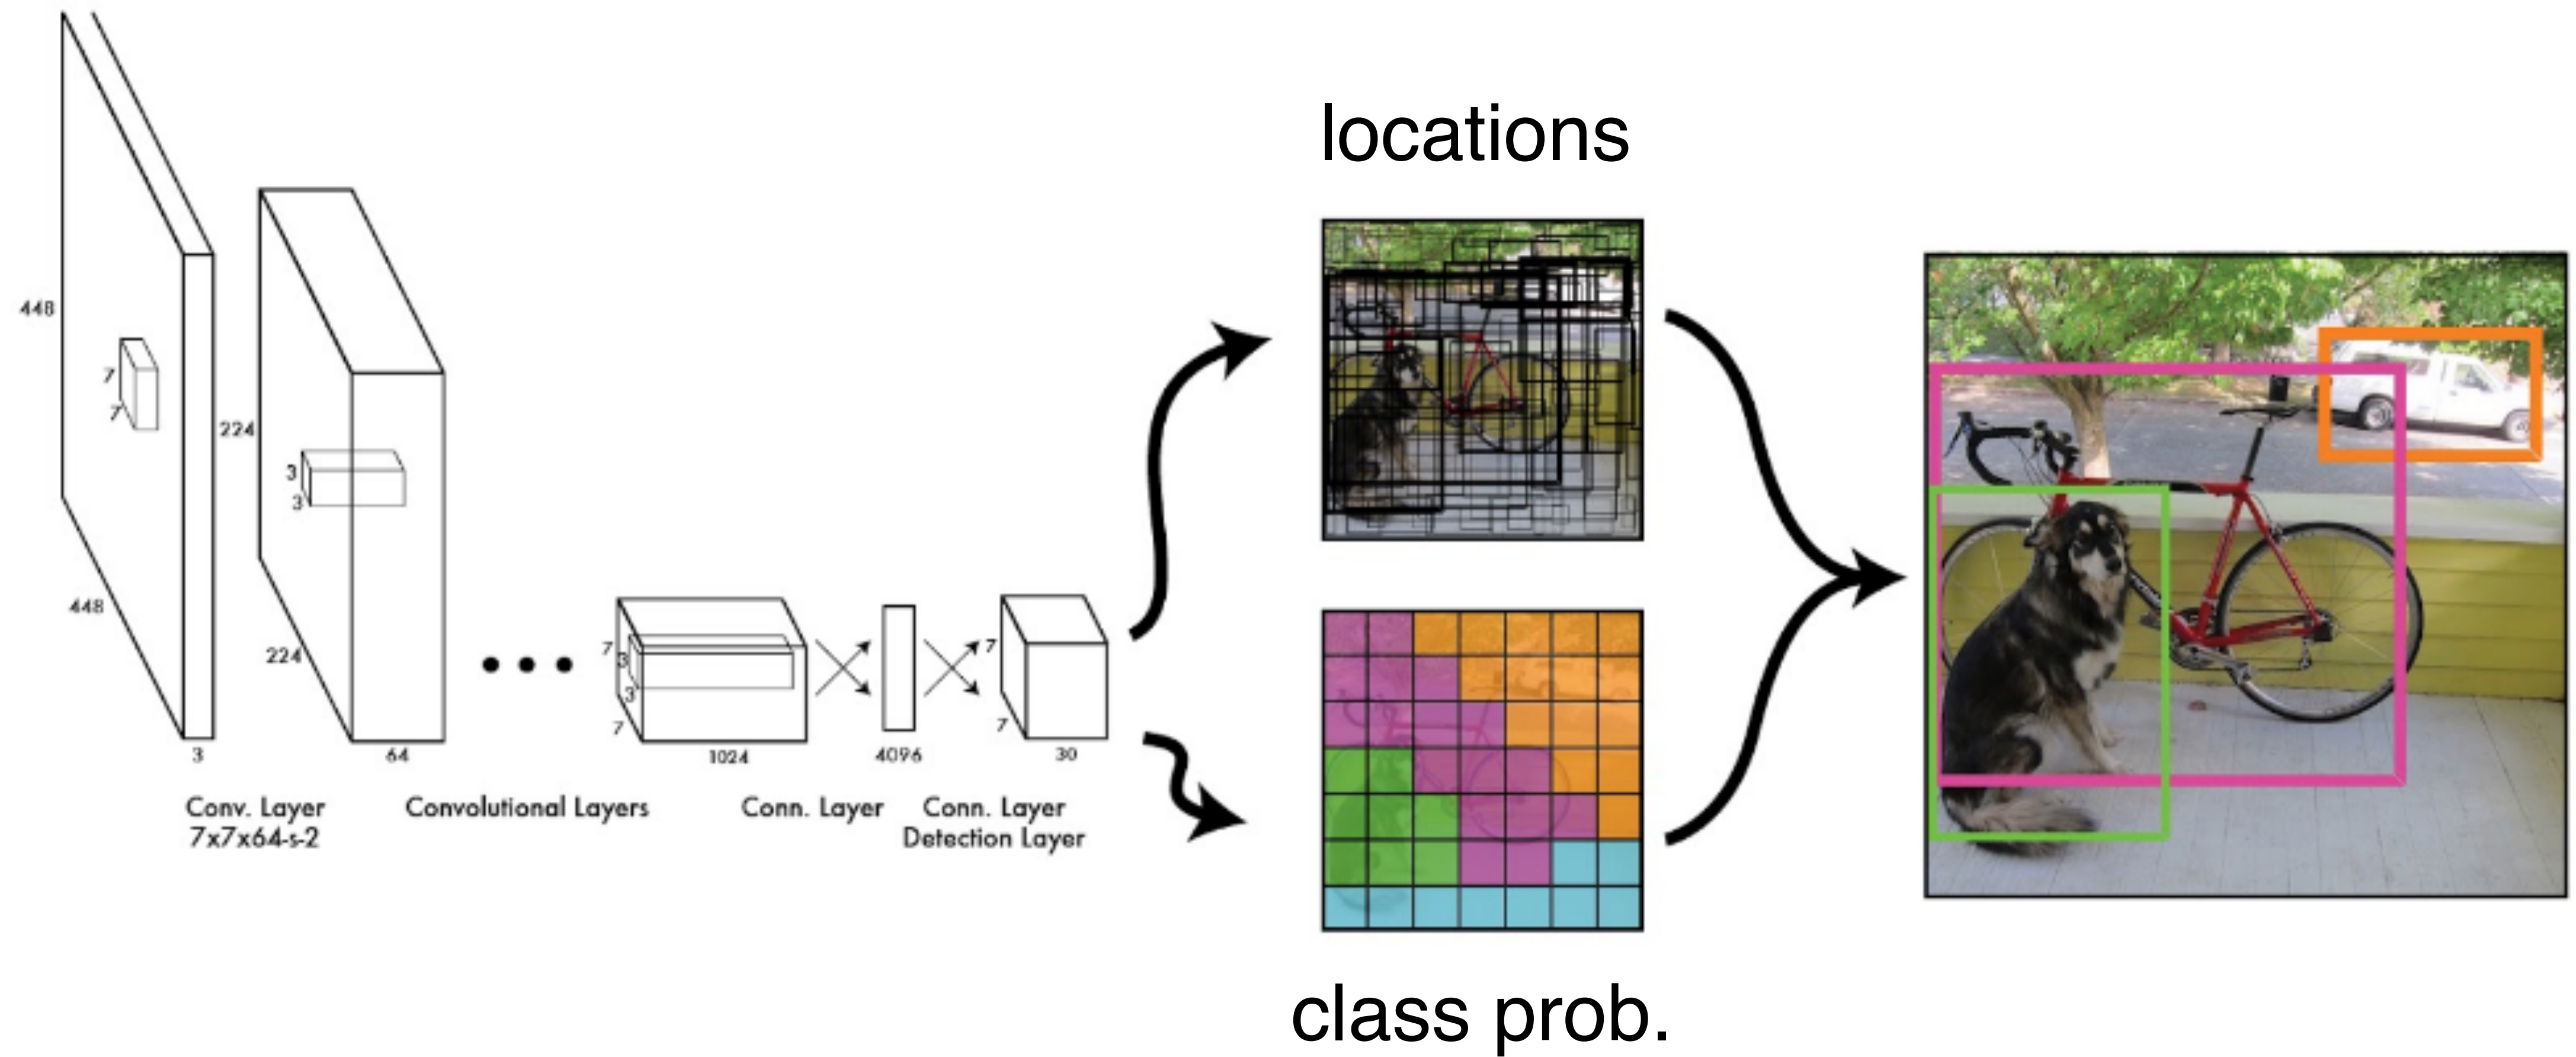 locations
448
7
7
448
3
224
3
3
224
64
7
3
3
7
1024
4096
7
7
30
Conv. Layer
7x7x64-s-2
Convolutional Layers
Conn. Layer
Conn. Layer
Detection Layer
class prob.